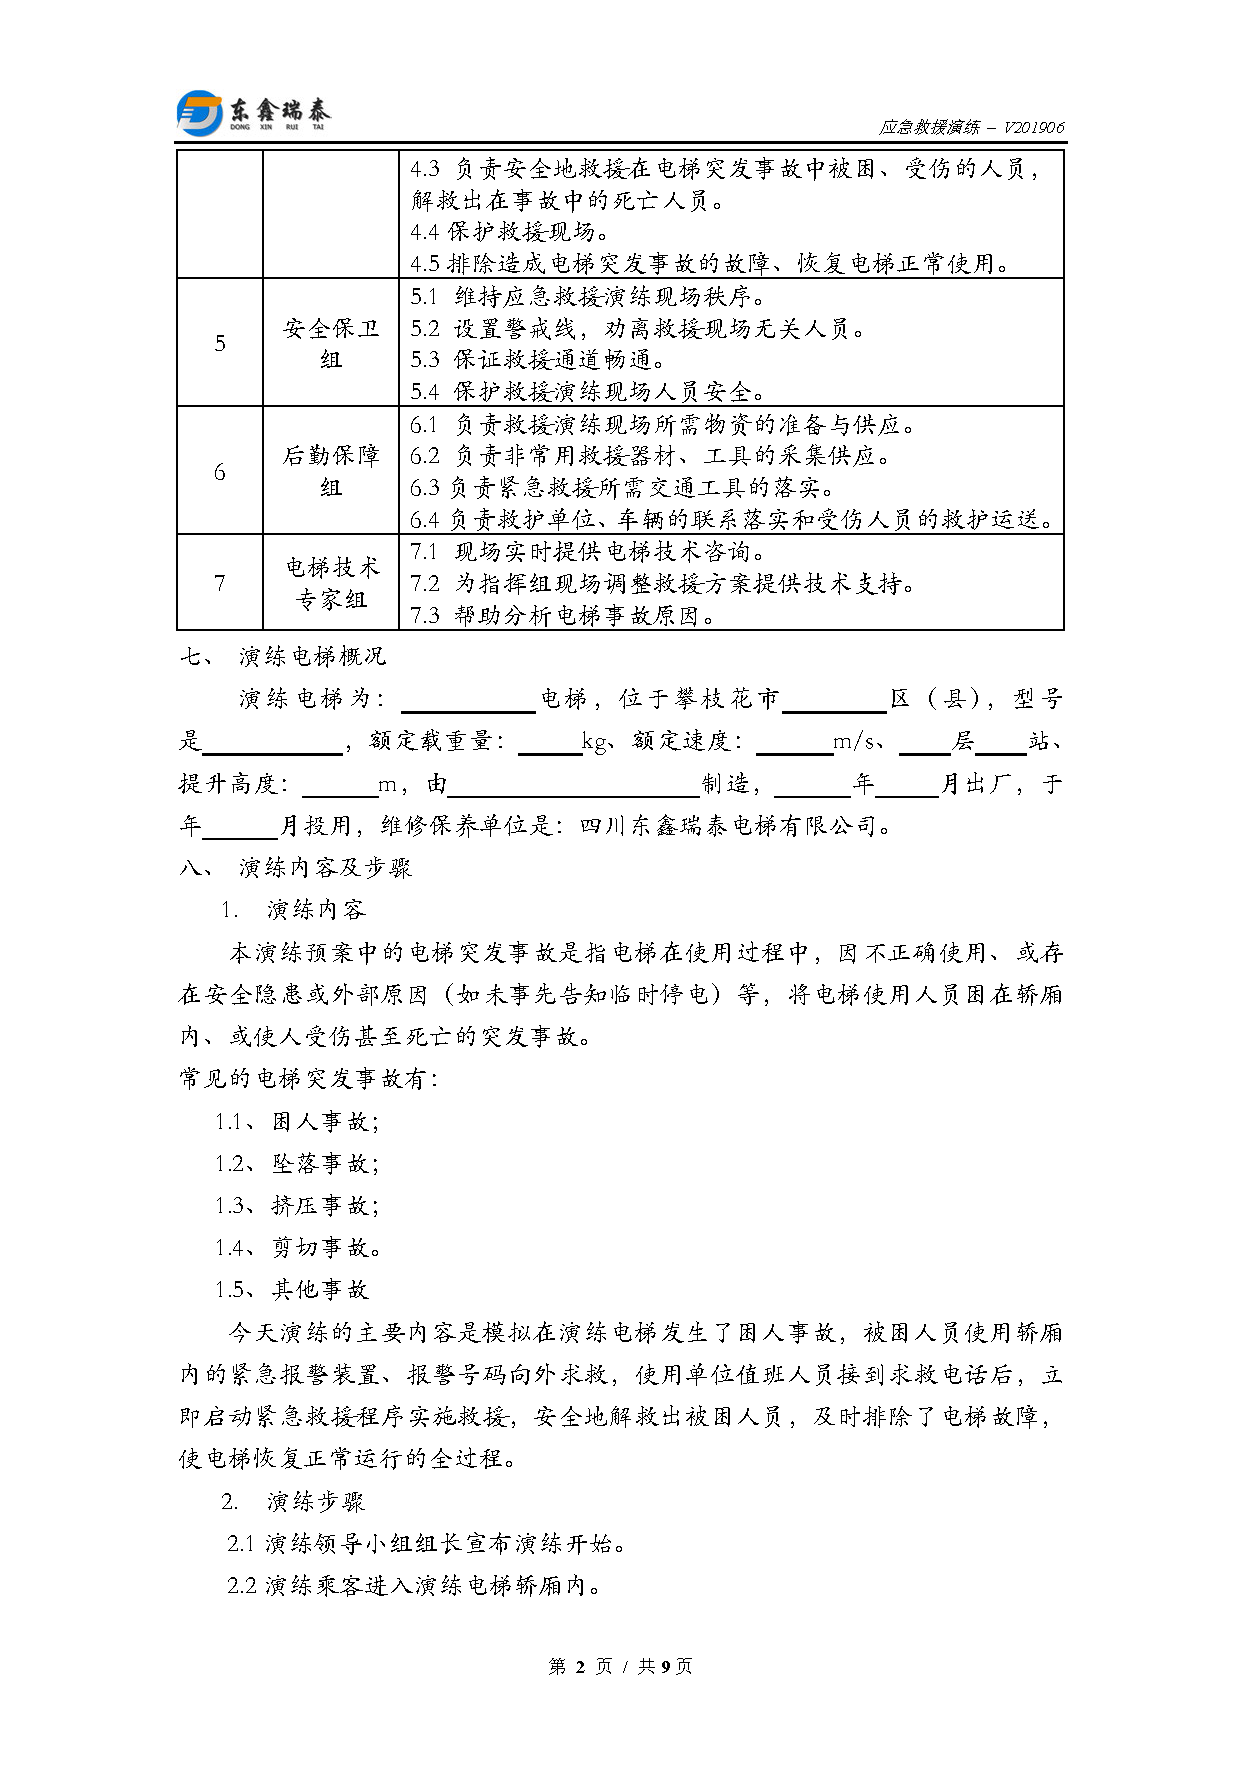 东鑫瑞泰
DONG XIN RUI TAI
应急救援演练 – V201906
4.3 负责安全地救援在电梯突发事故中被困、受伤的人员，
解救出在事故中的死亡人员。
4.4 保护救援现场。
4.5 排除造成电梯突发事故的故障、恢复电梯正常使用。
5
安全保卫
组
5.1 维持应急救援演练现场秩序。
5.2 设置警戒线，劝离救援现场无关人员。
5.3 保证救援通道畅通。
5.4 保护救援演练现场人员安全。
6
后勤保障
组
6.1 负责救援演练现场所需物资的准备与供应。
6.2 负责非常用救援器材、工具的采集供应。
6.3 负责紧急救援所需交通工具的落实。
6.4 负责救护单位、车辆的联系落实和受伤人员的救护运送。
7
电梯技术
专家组
7.1 现场实时提供电梯技术咨询。
7.2 为指挥组现场调整救援方案提供技术支持。
7.3 帮助分析电梯事故原因。
七、 演练电梯概况
演练电梯为：__________电梯，位于攀枝花市________区（县），型号
是__________，额定载重量：_____kg、额定速度：______m/s、____层____站、
提升高度：______m，由____________________制造，______年_____月出厂，于
年______月投用，维修保养单位是：四川东鑫瑞泰电梯有限公司。
八、 演练内容及步骤
1. 演练内容
本演练预案中的电梯突发事故是指电梯在使用过程中，因不正确使用、或存
在安全隐患或外部原因（如未事先告知临时停电）等，将电梯使用人员困在轿厢
内、或使人受伤甚至死亡的突发事故。
常见的电梯突发事故有：
1.1、困人事故；
1.2、坠落事故；
1.3、挤压事故；
1.4、剪切事故。
1.5、其他事故
今天演练的主要内容是模拟在演练电梯发生了困人事故，被困人员使用轿厢
内的紧急报警装置、报警号码向外求救，使用单位值班人员接到求救电话后，立
即启动紧急救援程序实施救援，安全地解救出被困人员，及时排除了电梯故障，
使电梯恢复正常运行的全过程。
2. 演练步骤
2.1 演练领导小组组长宣布演练开始。
2.2 演练乘客进入演练电梯轿厢内。
第 2 页 / 共 9 页